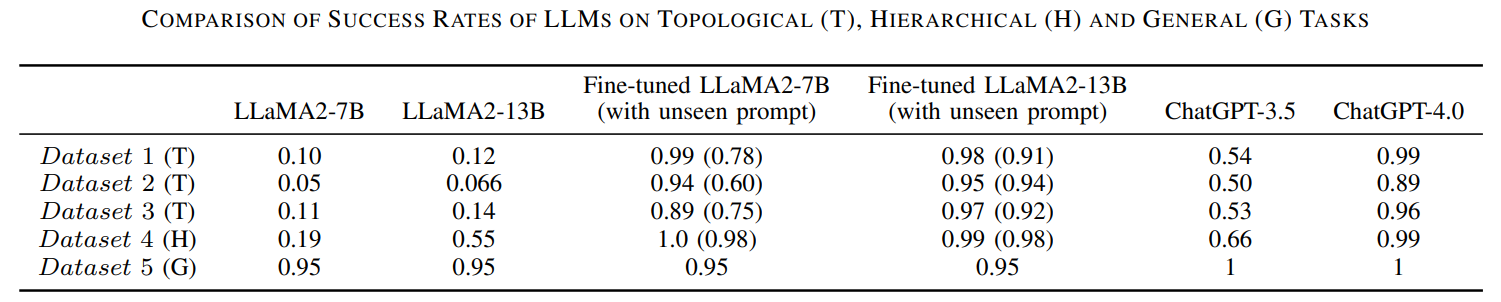 COMPARISON OF SUCCESS RATES OF LLMS ON TOPOLOGICAL (T), HIERARCHICAL (H) AND GENERAL (G) TASKS
LLaMA2-7B LLaMA2-13B Fine-tuned LLaMA2-7B (with unseen prompt) Fine-tuned LLaMA2-13B (with unseen prompt) ChatGPT-3.5 ChatGPT-4.0
Dataset 1 (T) 0.10 0.12 0.99 (0.78) 0.98 (0.91) 0.54 0.99
Dataset 2 (T) 0.05 0.066 0.94 (0.60) 0.95 (0.94) 0.50 0.89
Dataset 3 (T) 0.11 0.14 0.89 (0.75) 0.97 (0.92) 0.53 0.96
Dataset 4 (H) 0.19 0.55 1.0 (0.98) 0.99 (0.98) 0.66 0.99
Dataset 5 (G) 0.95 0.95 0.95 0.95 1 1